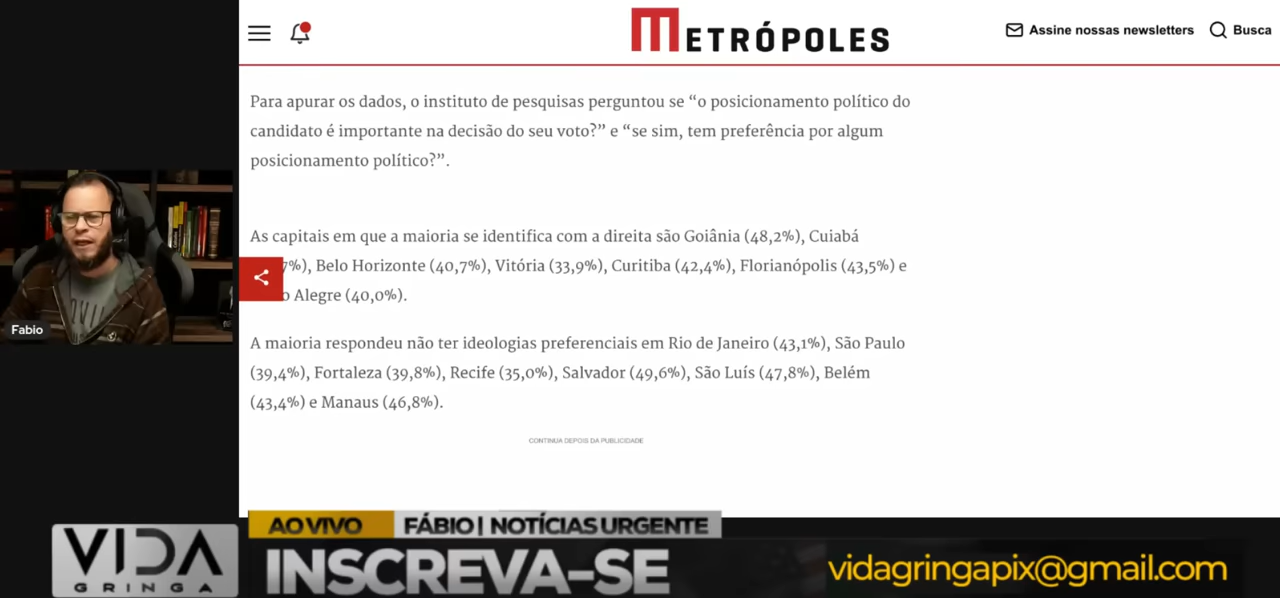 METRÓPOLES
Assine nossas newsletters
Busca
Para apurar os dados, o instituto de pesquisas perguntou se “o posicionamento político do
candidato é importante na decisão do seu voto?” e “se sim, tem preferência por algum
posicionamento político?”.
As capitais em que a maioria se identifica com a direita são Goiânia (48,2%), Cuiabá
7%), Belo Horizonte (40,7%), Vitória (33,9%), Curitiba (42,4%), Florianópolis (43,5%) e
o Alegre (40,0%).
A maioria respondeu não ter ideologias preferenciais em Rio de Janeiro (43,1%), São Paulo
(39,4%), Fortaleza (39,8%), Recife (35,0%), Salvador (49,6%), São Luís (47,8%), Belém
(43,4%) e Manaus (46,8%).
CONTINUA DEPOIS DA PUBLICIDADE
Fabio
VIDA
GRINGA
AO VIVO
FÁBIO | NOTÍCIAS URGENTE
INSCREVA-SE
vidagringapix@gmail.com